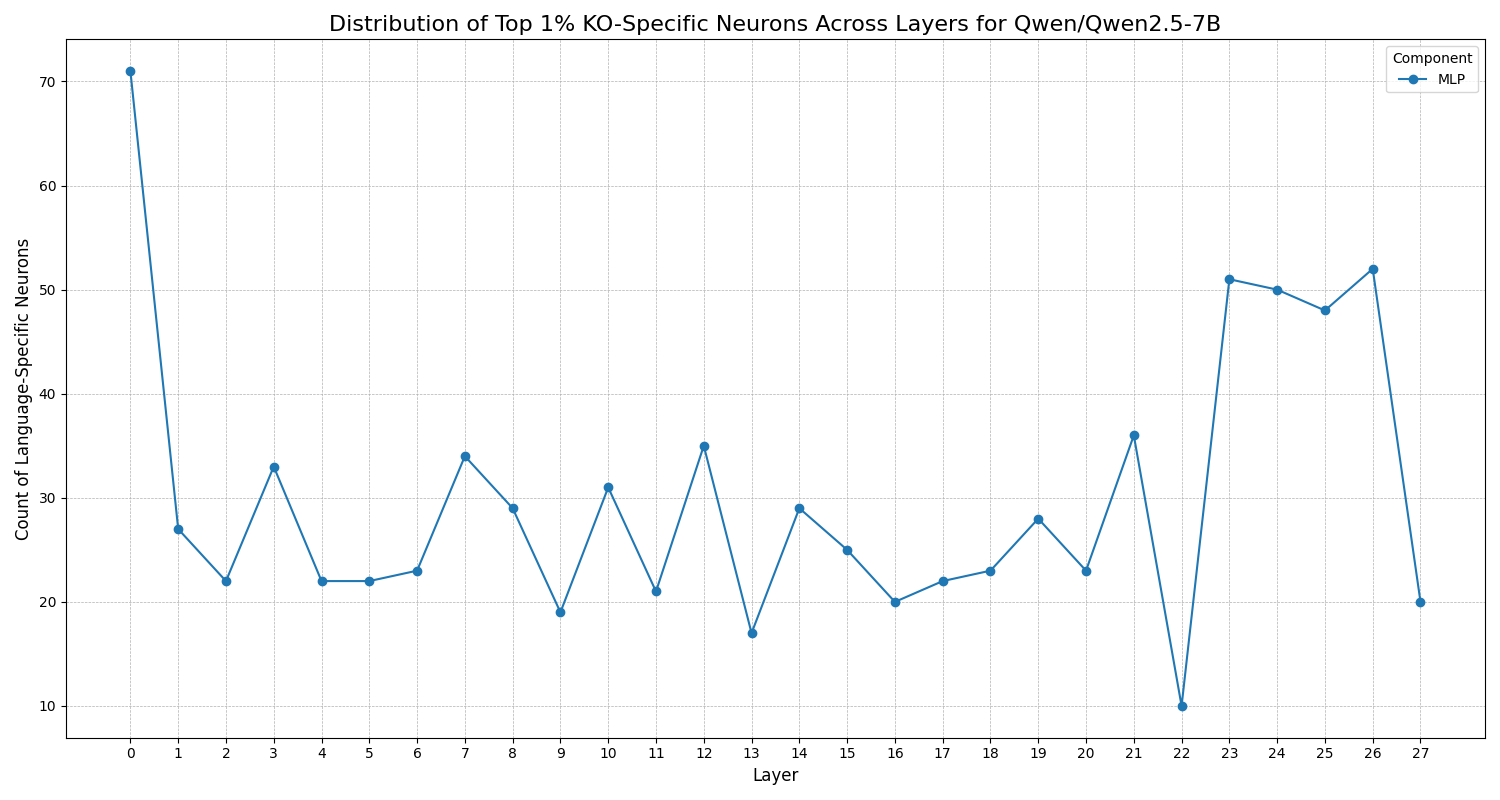 Distribution of Top 1% KO-Specific Neurons Across Layers for Qwen/Qwen2.5-7B
Component
MLP
Count of Language-Specific Neurons
70
60
50
40
30
20
10
0 1 2 3 4 5 6 7 8 9 10 11 12 13 14 15 16 17 18 19 20 21 22 23 24 25 26 27
Layer